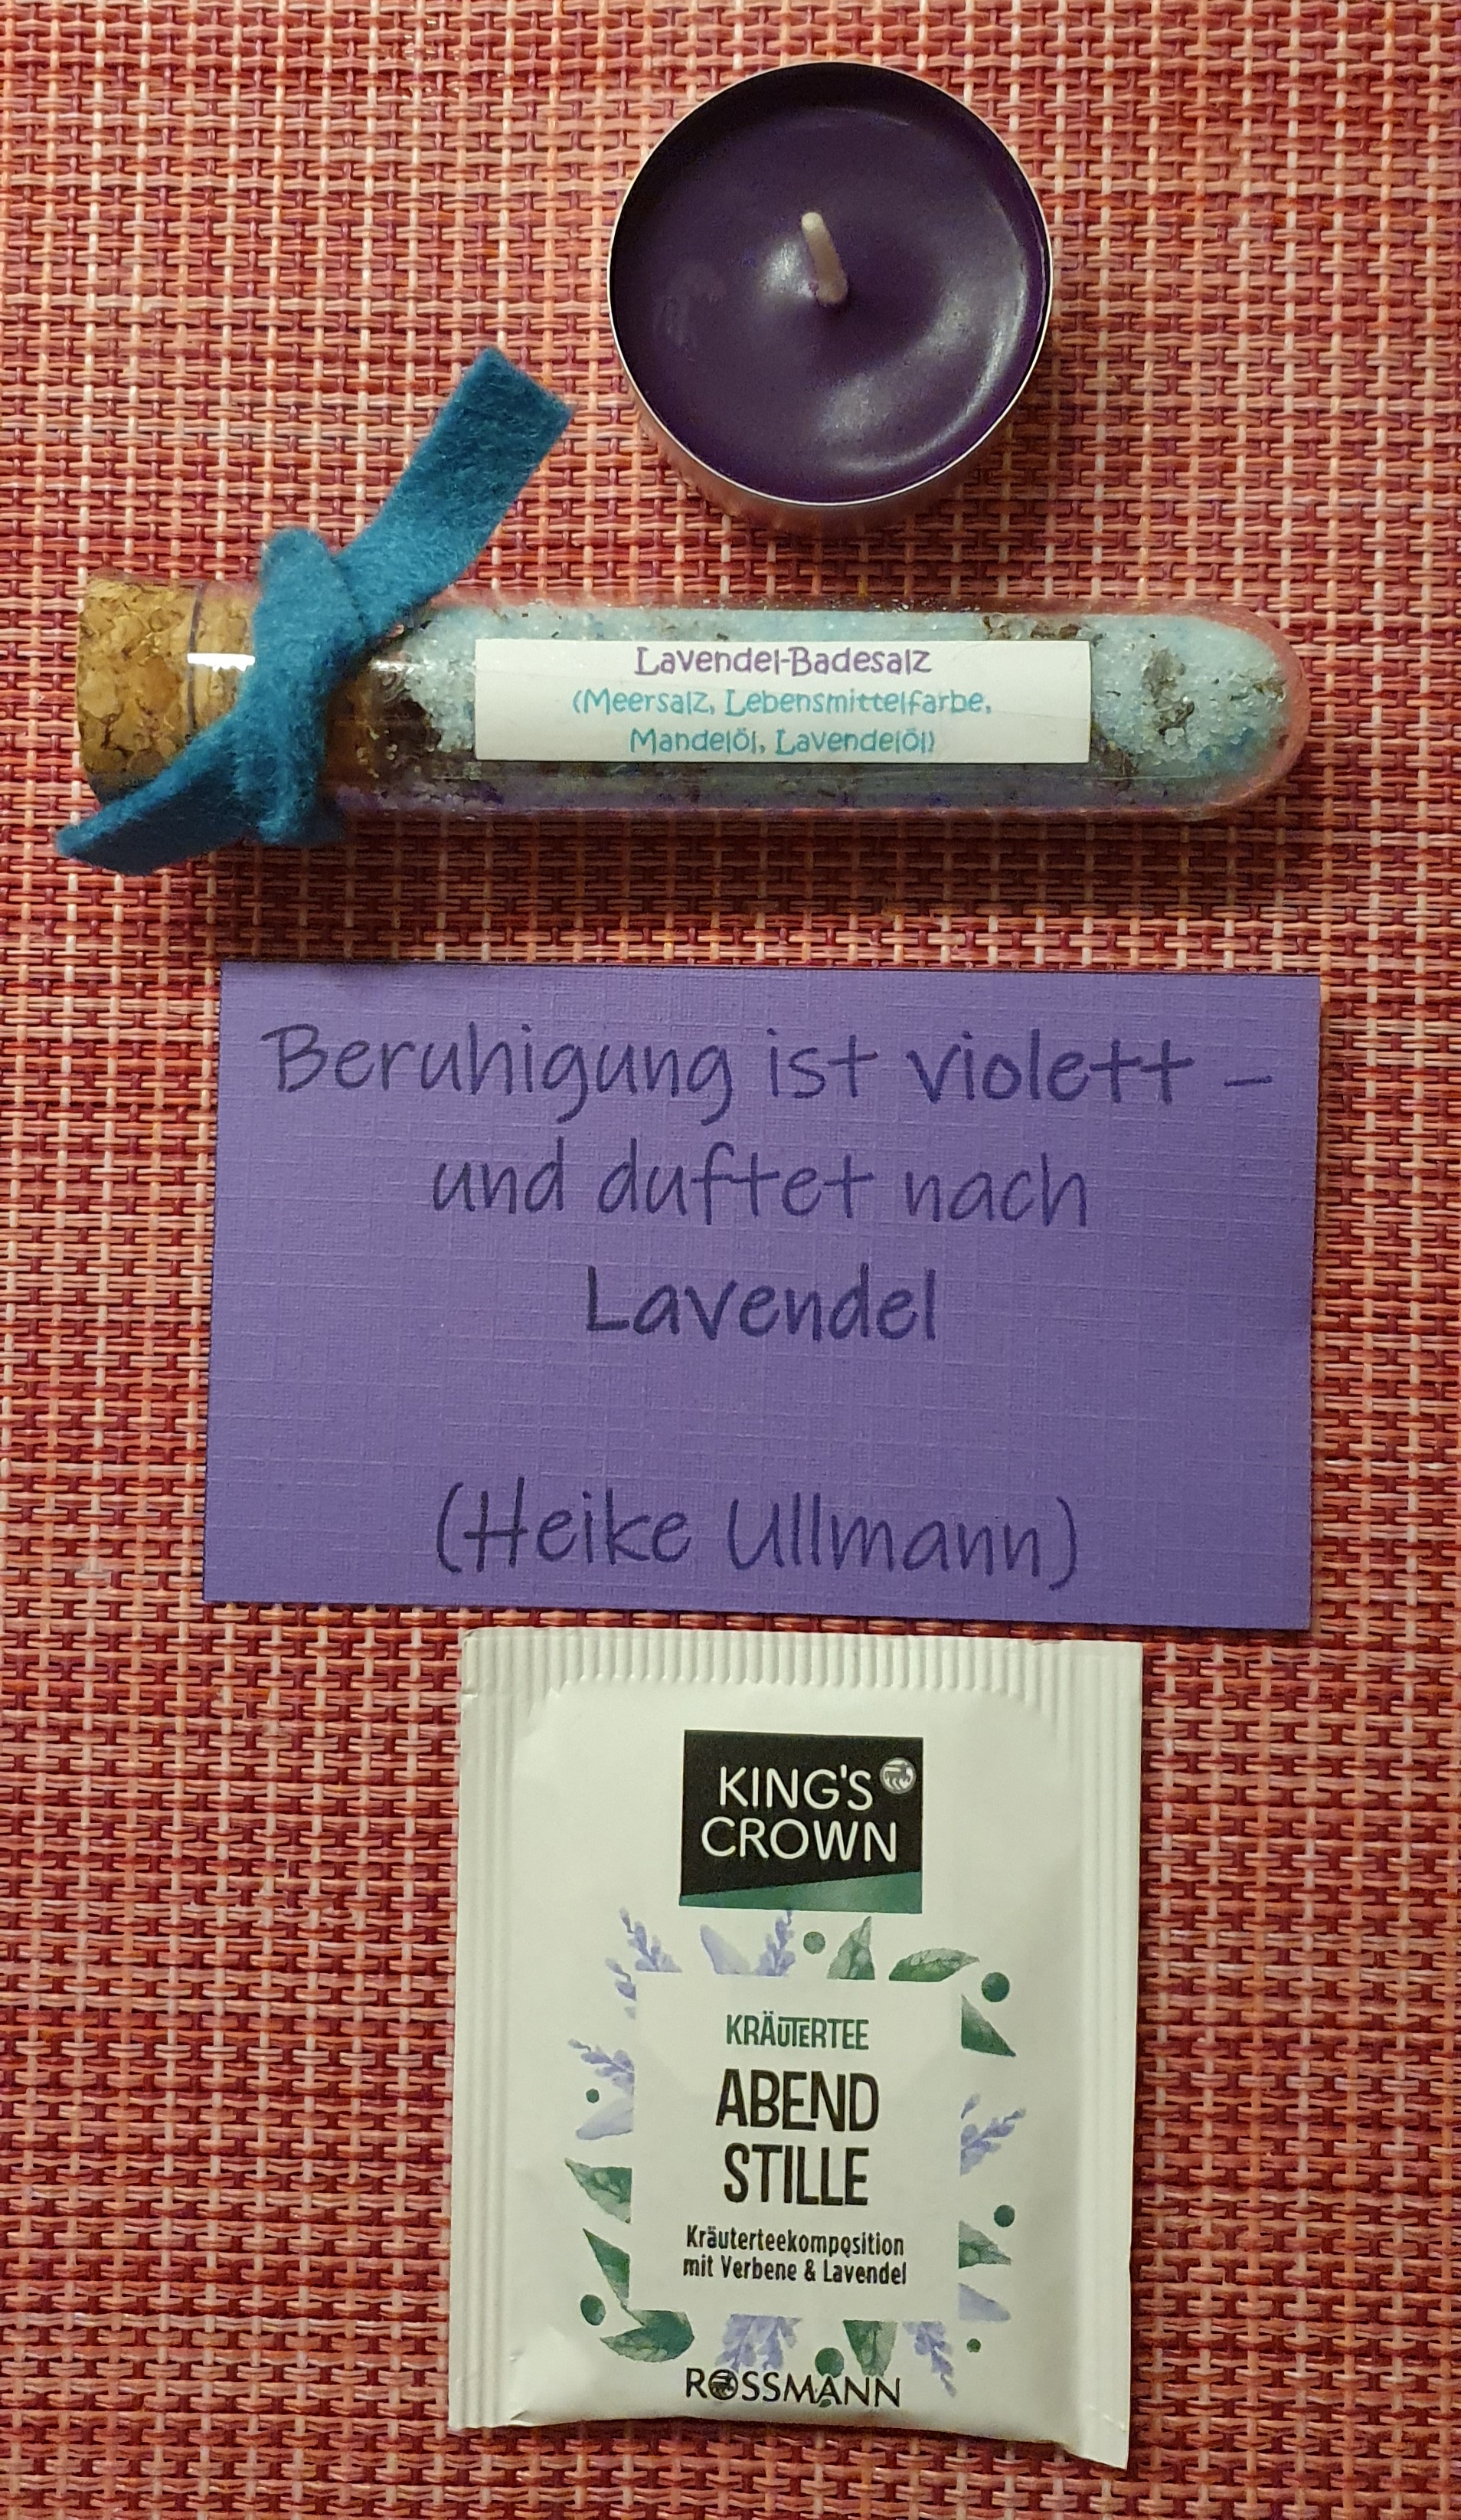 Lavendel-Badesalz
(Meersalz, Lebensmittelfarbe,
Mandelöl, Lavendelöl)
Beruhigung ist violett –
und duftet nach
Lavendel
(Heike Ullmann)
KING'S
CROWN
KRÄUTERTEE
ABEND
STILLE
Kräuterteekomposition
mit Verbene & Lavendel
ROSSMANN